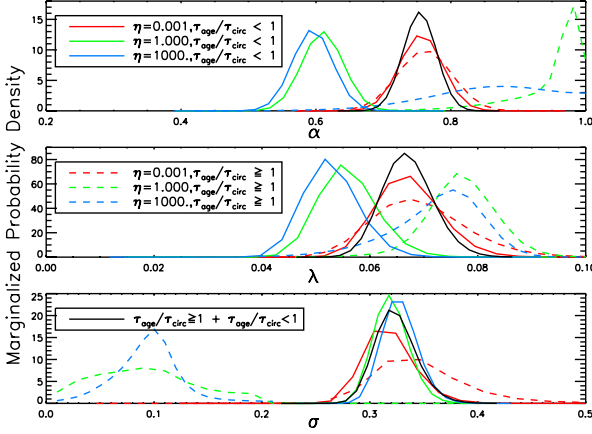 Marginalized Probability Density
15
10
5
0
η=0.001,τage/τcirc < 1
η=1.000,τage/τcirc < 1
η=1000.,τage/τcirc < 1
0.2 0.4 0.6 0.8 1.0
α
80
60
40
20
0
η=0.001,τage/τcirc ≧ 1
η=1.000,τage/τcirc ≧ 1
η=1000.,τage/τcirc ≧ 1
0.00 0.02 0.04 0.06 0.08 0.10
λ
25
20
15
10
5
0
τage/τcirc≧1 + τage/τcirc<1
0.0 0.1 0.2 0.3 0.4 0.5
σ